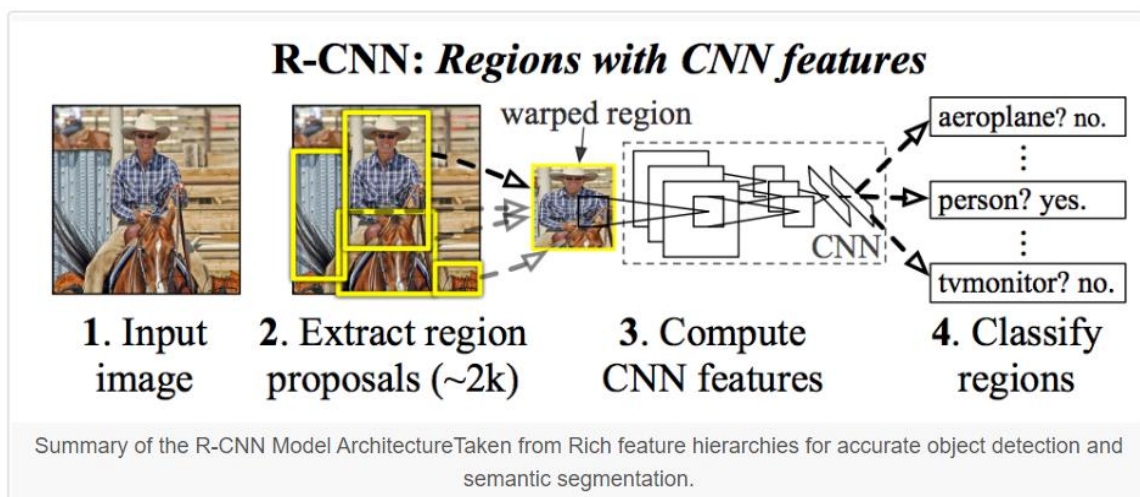 R-CNN: Regions with CNN features
warped region
aeroplane? no.
person? yes.
tvmonitor? no.
CNN
1. Input
image
2. Extract region
proposals (~2k)
3. Compute
CNN features
4. Classify
regions
Summary of the R-CNN Model ArchitectureTaken from Rich feature hierarchies for accurate object detection and
semantic segmentation.